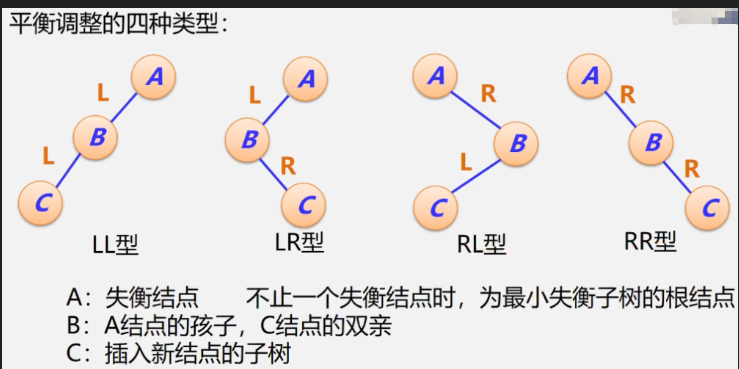 平衡调整的四种类型：
A A A A
L L R R
B B B B
L R L R
C C C C
LL型 LR型 RL型 RR型
A：失衡结点 不止一个失衡结点时，为最小失衡子树的根结点
B：A结点的孩子，C结点的双亲
C：插入新结点的子树